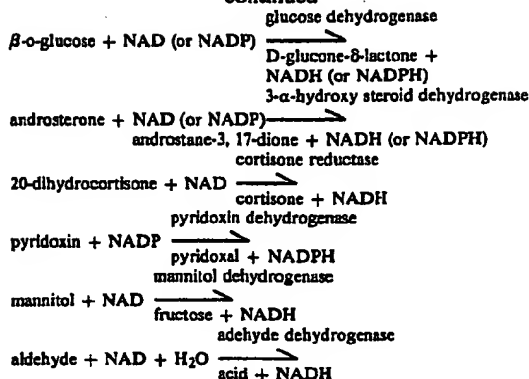 continued
glucose dehydrogenase
β-o-glucose + NAD (or NADP)
D-glucone-δ-lactone +
NADH (or NADPH)
3-α-hydroxy steroid dehydrogenase
androsterone + NAD (or NADP)
androstane-3, 17-dione + NADH (or NADPH)
cortisone reductase
20-dihydrocortisone + NAD
cortisone + NADH
pyridoxin dehydrogenase
pyridoxin + NADP
pyridoxal + NADPH
mannitol dehydrogenase
mannitol + NAD
fructose + NADH
adehyde dehydrogenase
aldehyde + NAD + H₂O
acid + NADH